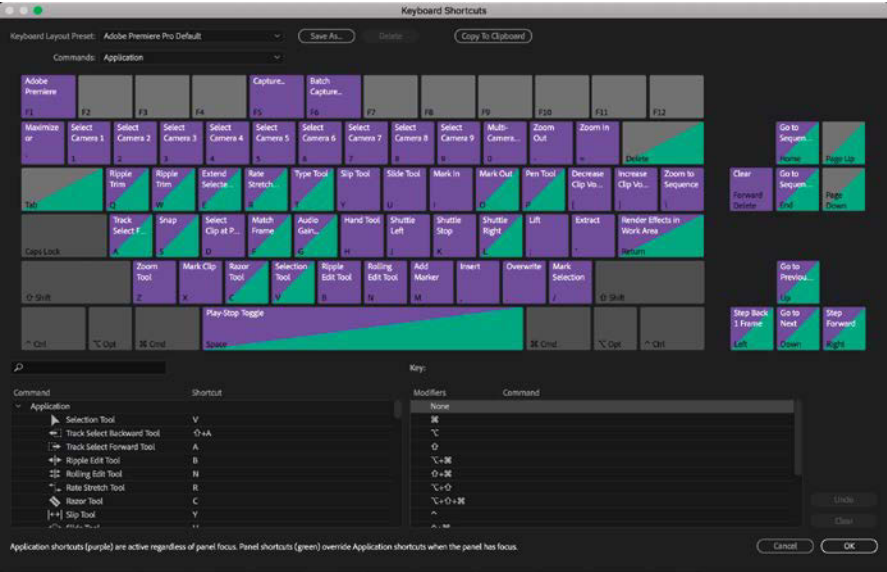 Keyboard Shortcuts
Keyboard Layout Preset: Adobe Premiere Pro Default
Save As...
Delete
Copy To Clipboard
Commands: Application
Adobe Premiere
F1
F2
F3
F4
Capture...
F5
Batch Capture...
F6
F7
F8
F9
F10
F11
F12
Maximize or
Select Camera 1
1
Select Camera 2
2
Select Camera 3
3
Select Camera 4
4
Select Camera 5
5
Select Camera 6
6
Select Camera 7
7
Select Camera 8
8
Select Camera 9
9
Multi-Camera...
0
Zoom Out
-
Zoom In
=
Delete
Go to Sequen...
Home
Page Up
Tab
Ripple Trim
Q
Ripple Trim
W
Extend Selecte...
E
Rate Stretch...
R
Type Tool
T
Slip Tool
Y
Slide Tool
U
Mark In
I
Mark Out
O
Pen Tool
P
Decrease Clip Vo...
[
Increase Clip Vo...
]
Zoom to Sequence
\
Clear
Forward Delete
Go to Sequen...
End
Page Down
Caps Lock
Track Select F...
A
Snap
S
Select Clip at P...
D
Match Frame
F
Audio Gain...
G
Hand Tool
H
Shuttle Left
J
Shuttle Stop
K
Shuttle Right
L
Lift
;
Extract
'
Render Effects in Work Area
Return
⇧ Shift
Zoom Tool
Z
Mark Clip
X
Razor Tool
C
Selection Tool
V
Ripple Edit Tool
B
Rolling Edit Tool
N
Add Marker
M
Insert
,
Overwrite
.
Mark Selection
/
⇧ Shift
Go to Previou...
Up
^ Ctrl
⌥ Opt
⌘ Cmd
Play-Stop Toggle
Space
⌘ Cmd
⌥ Opt
^ Ctrl
Step Back 1 Frame
Left
Go to Next
Down
Step Forward
Right
Key:
Command Shortcut
Application
Selection Tool V
Track Select Backward Tool ⇧+A
Track Select Forward Tool A
Ripple Edit Tool B
Rolling Edit Tool N
Rate Stretch Tool R
Razor Tool C
Slip Tool Y
Slide Tool U
Modifiers Command
None
⌘
⌥
⇧
⌥+⌘
⇧+⌘
⌥+⇧
⌥+⇧+⌘
^
^+⌘
Undo
Clear
Application shortcuts (purple) are active regardless of panel focus. Panel shortcuts (green) override Application shortcuts when the panel has focus.
Cancel
OK